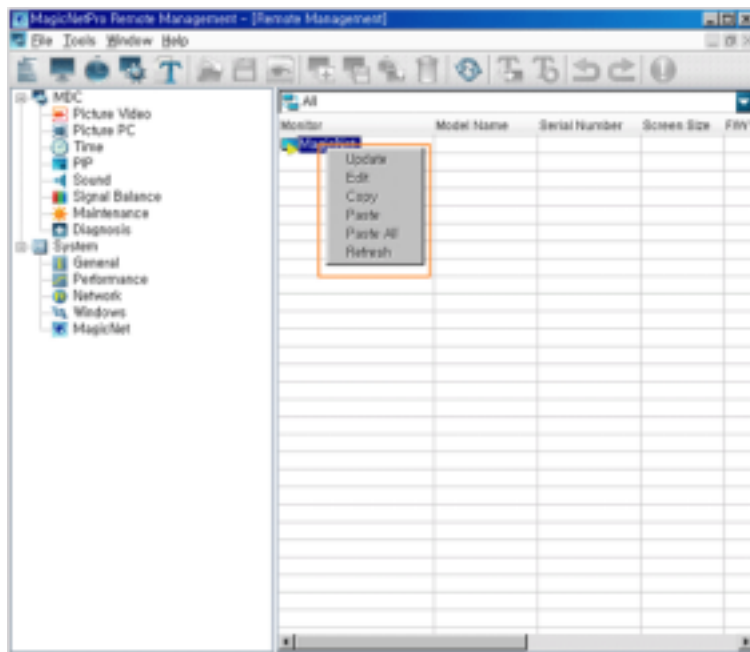 MagicNetPro Remote Management - [Remote Management]
File Tools Window Help
MDC
Picture Video
Picture PC
Time
PIP
Sound
Signal Balance
Maintenance
Diagnosis
System
General
Performance
Network
Windows
MagicNet
All
Monitor Model Name Serial Number Screen Size F/W
MagicNet
Update
Edit
Copy
Paste
Paste All
Refresh